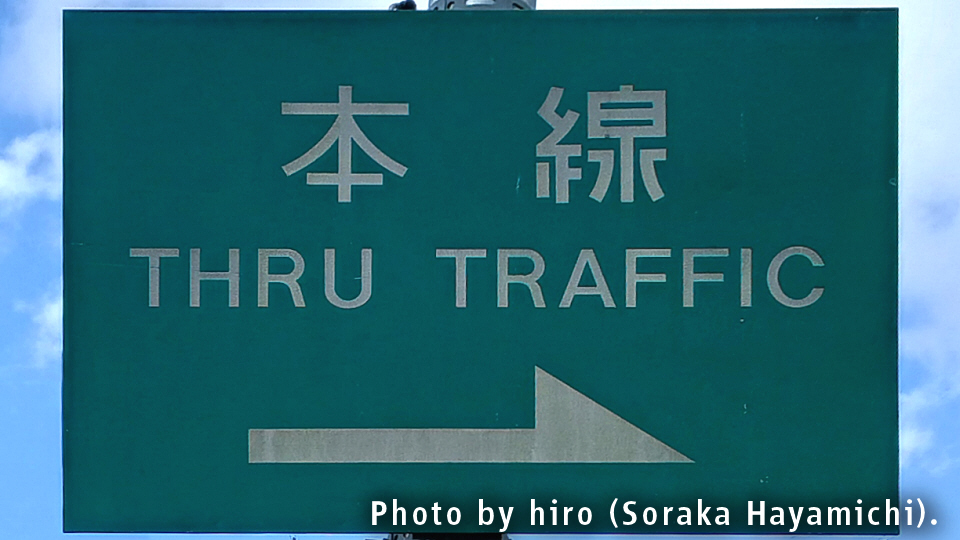 本線
THRU TRAFFIC
Photo by hiro (Soraka Hayamichi).